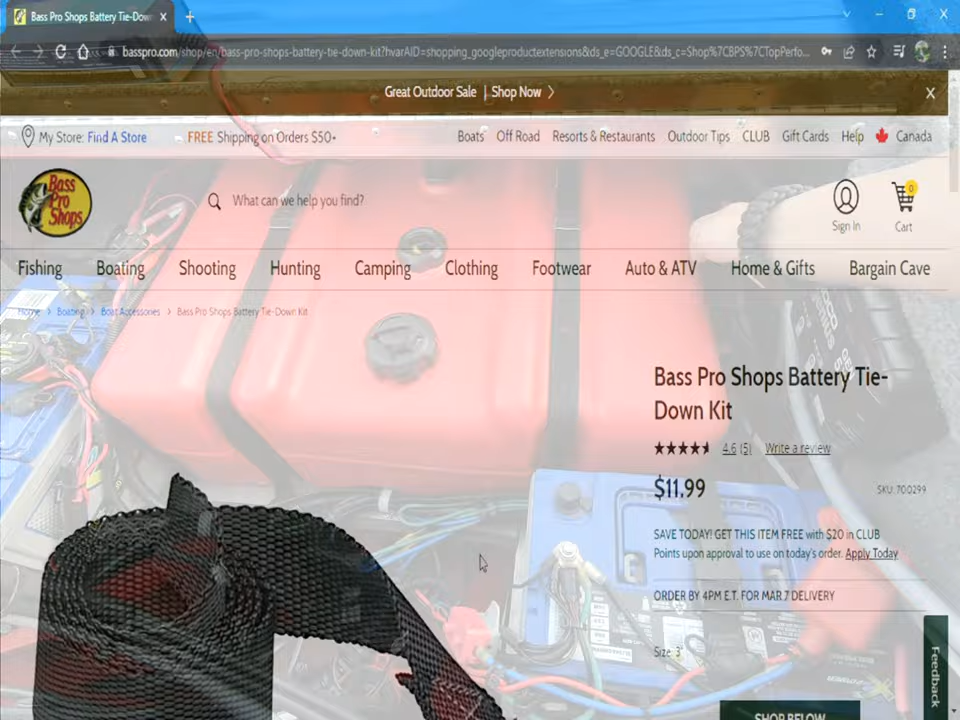 Bass Pro Shops Battery Tie-Dow
basspro.com/shop/en/bass-pro-shops-battery-tie-down-kit?hvarAID=shopping_googleproductextensions&ds_e=GOOGLE&ds_c=Shop%7CBPS%7CTopPerfo...
Great Outdoor Sale | Shop Now >
My Store: Find A Store FREE Shipping on Orders $50+ Boats Off Road Resorts & Restaurants Outdoor Tips CLUB Gift Cards Help Canada
Bass
Pro
Shops
What can we help you find?
0
Sign In Cart
Fishing Boating Shooting Hunting Camping Clothing Footwear Auto & ATV Home & Gifts Bargain Cave
Home > Boating > Boat Accessories > Bass Pro Shops Battery Tie-Down Kit
Bass Pro Shops Battery Tie-
Down Kit
4.6 (5) Write a review
$11.99 SKU: 700299
SAVE TODAY! GET THIS ITEM FREE with $20 in CLUB
Points upon approval to use on today's order. Apply Today
ORDER BY 4PM E.T. FOR MAR 7 DELIVERY
Size: 3'
Feedback
SHOP BELOW